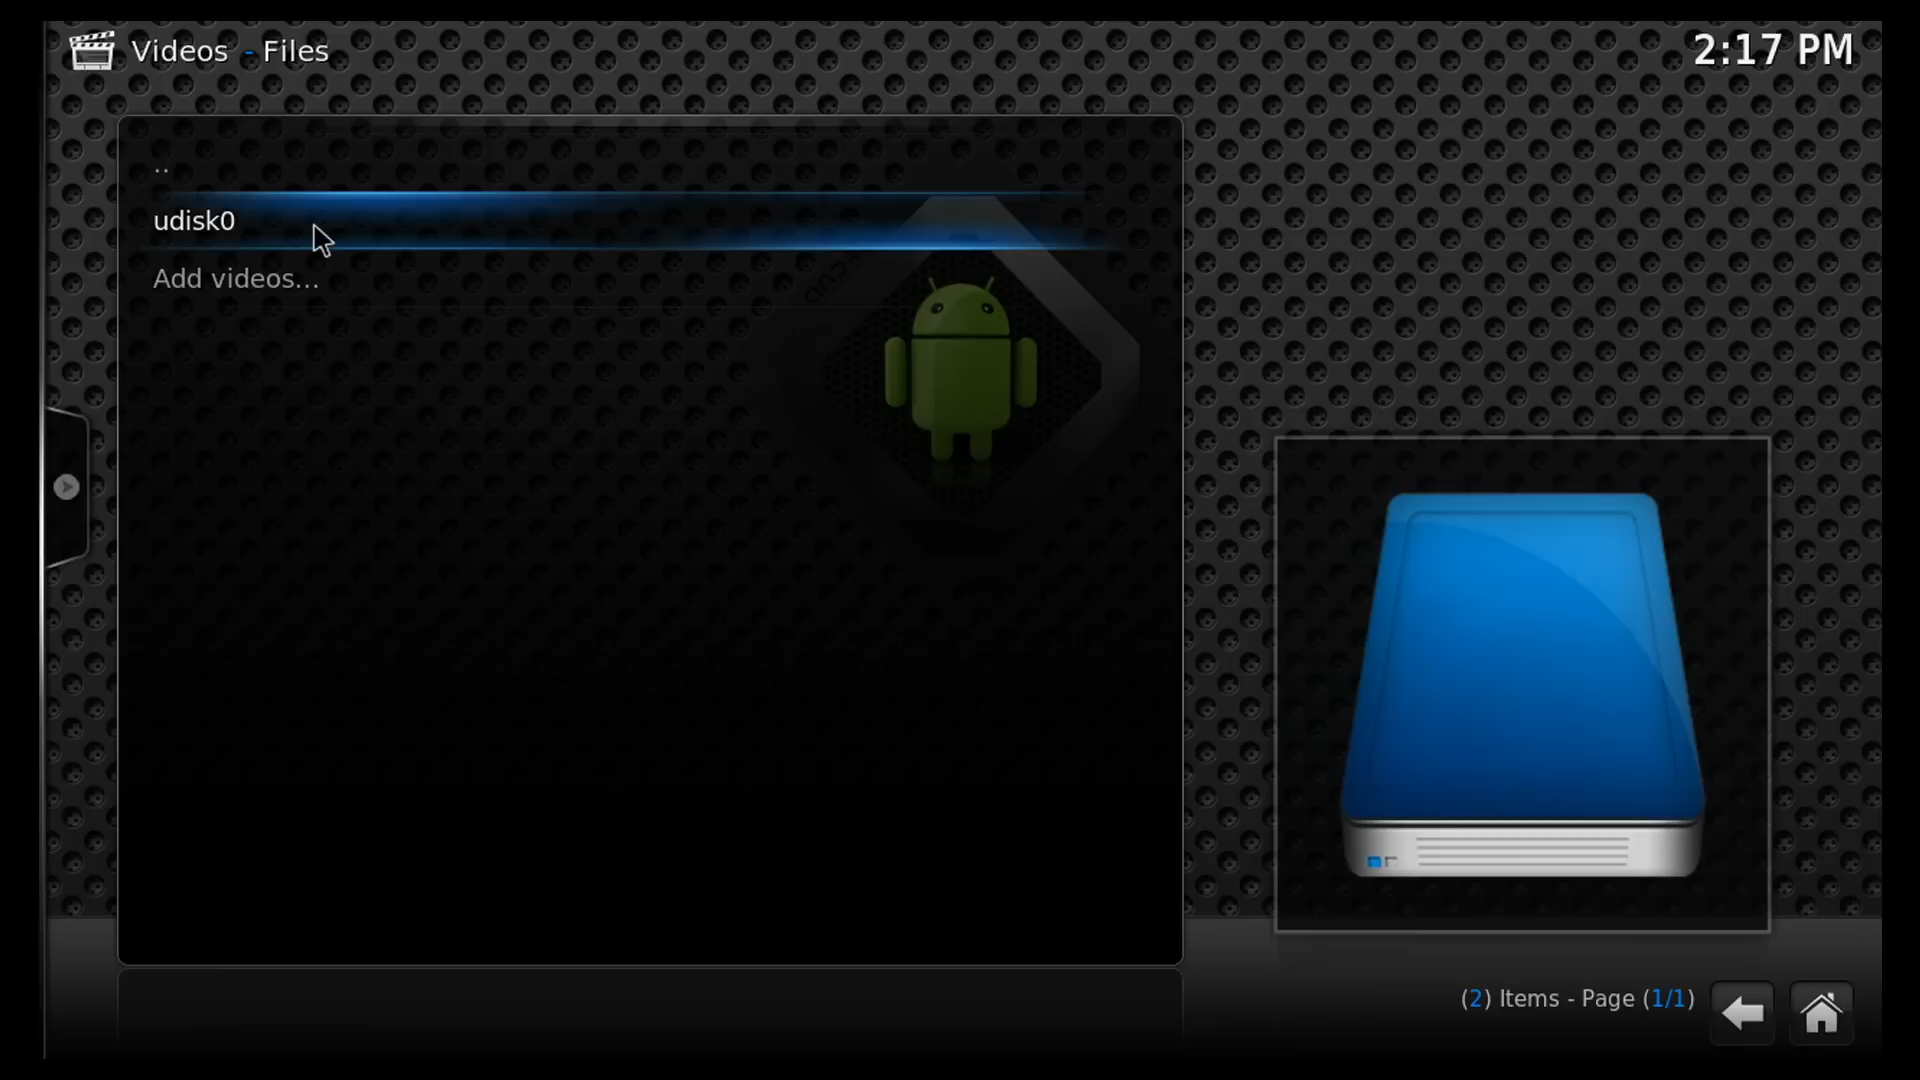 Videos - Files
2:17 PM
..
udisk0
Add videos...
(2) Items - Page (1/1)